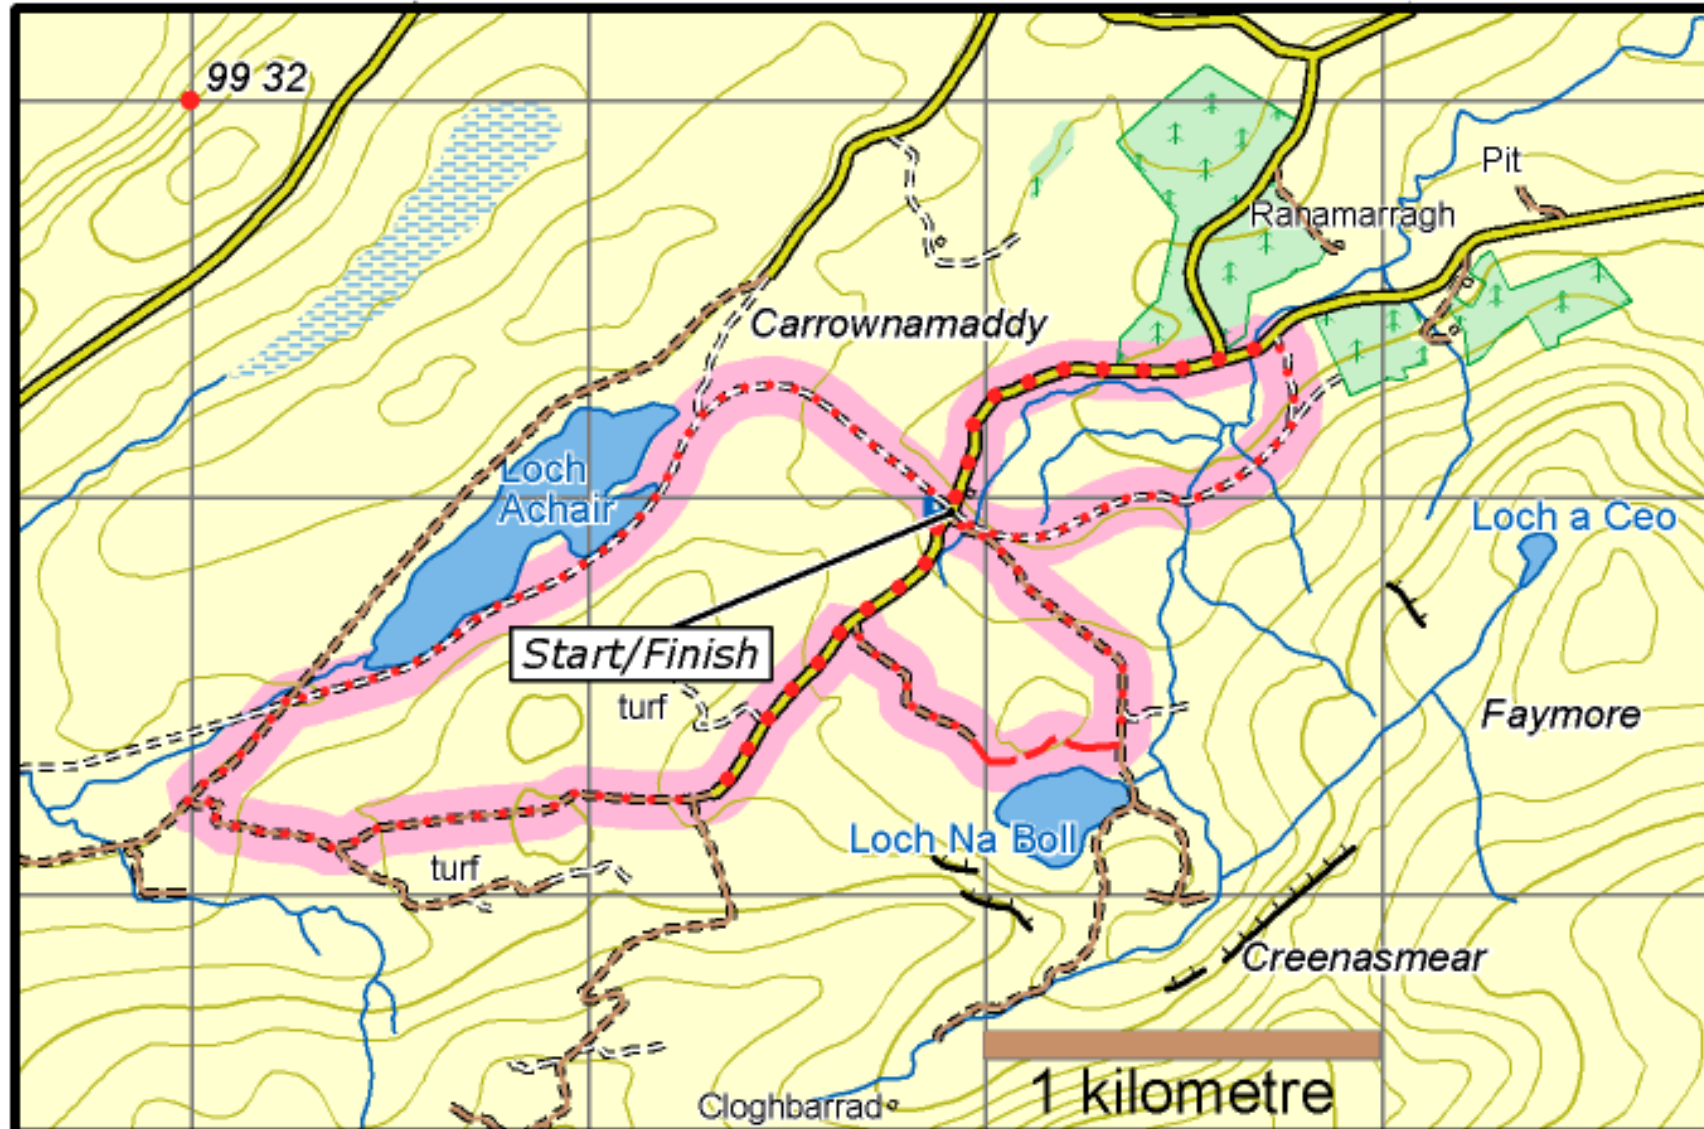 99 32
Pit
Ranamarragh
Carrownamaddy
Loch
Achair
Loch a Ceo
Start/Finish
turf
Faymore
Loch Na Boll
turf
Creenasmear
1 kilometre
Cloghbarrad